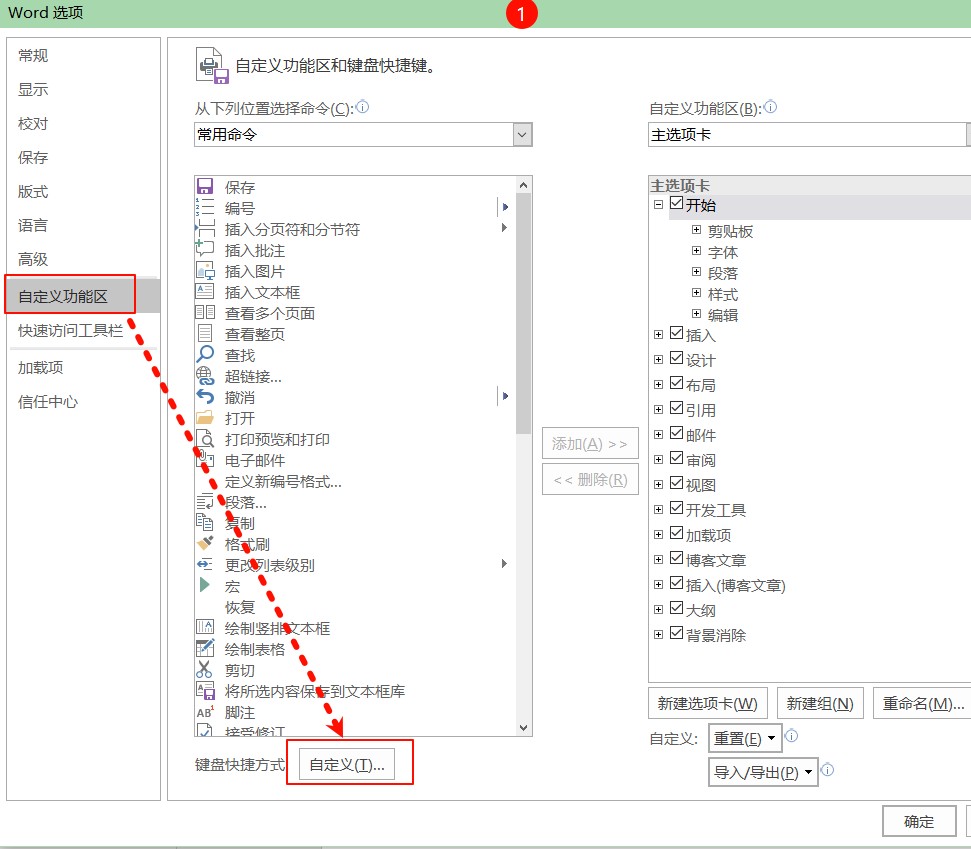 Word 选项
1
常规
显示
校对
保存
版式
语言
高级
自定义功能区
快速访问工具栏
加载项
信任中心
自定义功能区和键盘快捷键。
从下列位置选择命令(C):
常用命令
保存
编号
插入分页符和分节符
插入批注
插入图片
插入文本框
查看多个页面
查看整页
查找
超链接...
撤消
打开
打印预览和打印
电子邮件
定义新编号格式...
段落...
复制
格式刷
更改列表级别
宏
恢复
绘制竖排文本框
绘制表格
剪切
将所选内容保存到文本框库
脚注
接受修订
键盘快捷方式
自定义(T)...
添加(A) >>
<< 删除(R)
自定义功能区(B):
主选项卡
主选项卡
开始
剪贴板
字体
段落
样式
编辑
插入
设计
布局
引用
邮件
审阅
视图
开发工具
加载项
博客文章
插入(博客文章)
大纲
背景消除
新建选项卡(W) 新建组(N) 重命名(M)...
自定义: 重置(E)
导入/导出(P)
确定